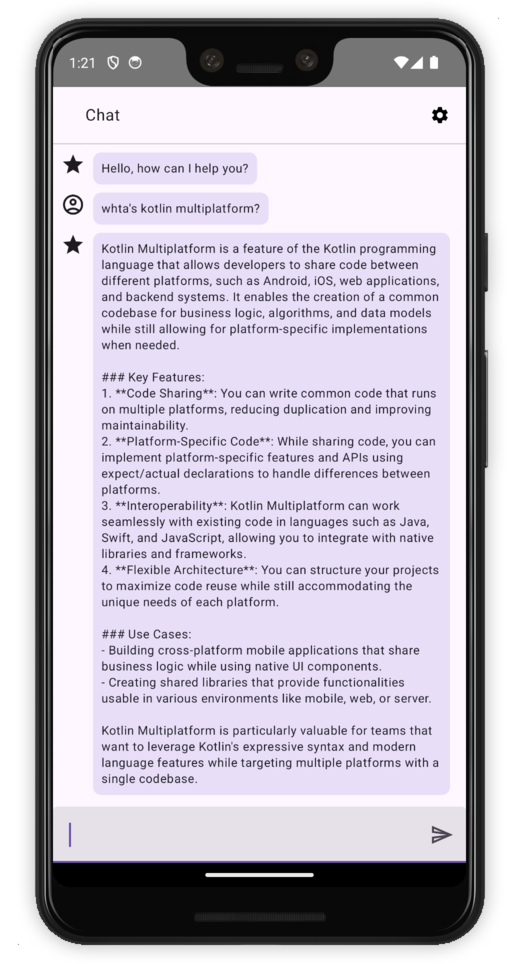 1:21
Chat
Hello, how can I help you?
whta's kotlin multiplatform?
Kotlin Multiplatform is a feature of the Kotlin programming
language that allows developers to share code between
different platforms, such as Android, iOS, web applications,
and backend systems. It enables the creation of a common
codebase for business logic, algorithms, and data models
while still allowing for platform-specific implementations
when needed.
### Key Features:
1. **Code Sharing**: You can write common code that runs
on multiple platforms, reducing duplication and improving
maintainability.
2. **Platform-Specific Code**: While sharing code, you can
implement platform-specific features and APIs using
expect/actual declarations to handle differences between
platforms.
3. **Interoperability**: Kotlin Multiplatform can work
seamlessly with existing code in languages such as Java,
Swift, and JavaScript, allowing you to integrate with native
libraries and frameworks.
4. **Flexible Architecture**: You can structure your projects
to maximize code reuse while still accommodating the
unique needs of each platform.
### Use Cases:
- Building cross-platform mobile applications that share
business logic while using native UI components.
- Creating shared libraries that provide functionalities
usable in various environments like mobile, web, or server.
Kotlin Multiplatform is particularly valuable for teams that
want to leverage Kotlin's expressive syntax and modern
language features while targeting multiple platforms with a
single codebase.